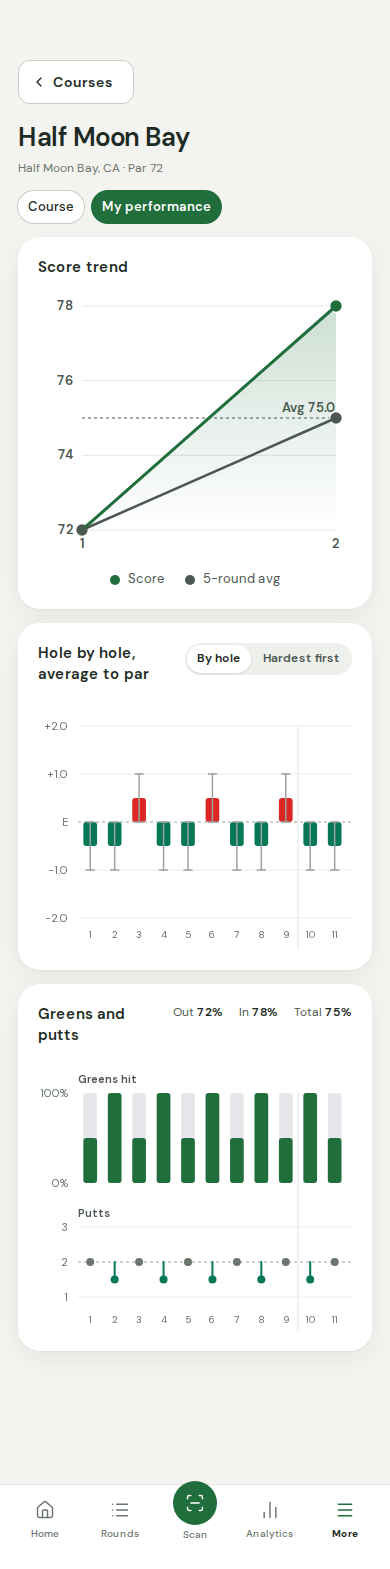 Courses
Half Moon Bay
Half Moon Bay, CA · Par 72
Course My performance
Score trend
78
76
Avg 75.0
74
72
1 2
Score 5-round avg
Hole by hole,
average to par
By hole Hardest first
+2.0
+1.0
E
−1.0
−2.0
1 2 3 4 5 6 7 8 9 10 11
Greens and
putts
Out 72% In 78% Total 75%
Greens hit
100%
0%
Putts
3
2
1
1 2 3 4 5 6 7 8 9 10 11
Home Rounds Scan Analytics More